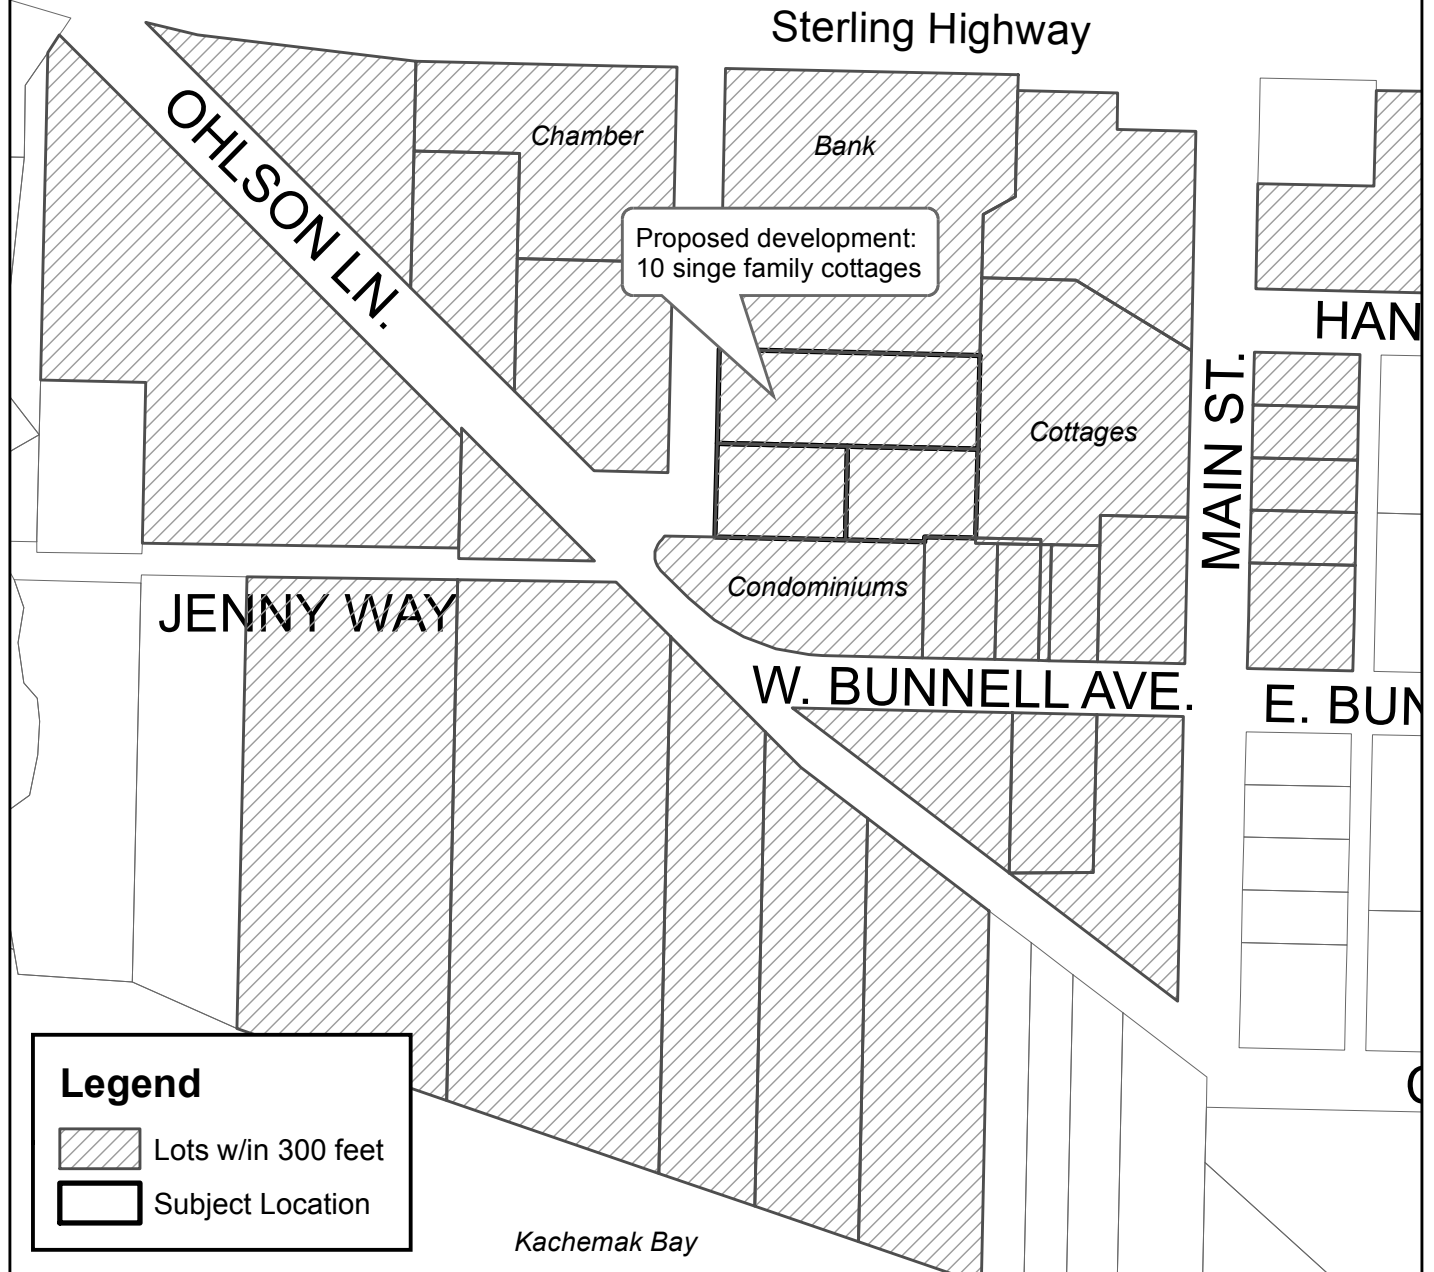 Sterling Highway
Chamber
Bank
OHLSON LN.
Proposed development:
10 singe family cottages
HAN
MAIN ST.
Cottages
Condominiums
JENNY WAY
W. BUNNELL AVE.
E. BUN
Legend
Lots w/in 300 feet
Subject Location
Kachemak Bay